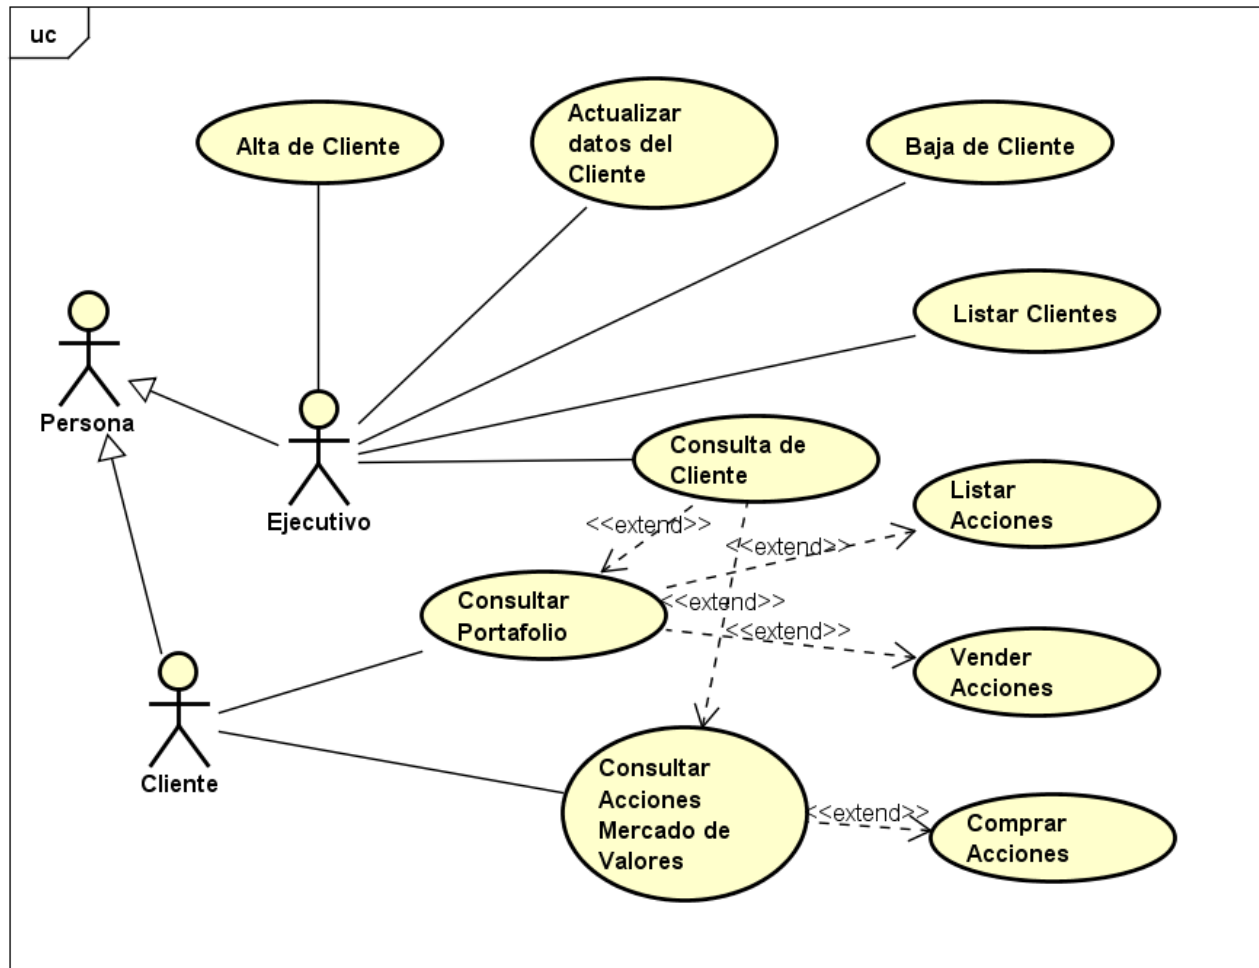 uc
Alta de Cliente
Actualizar
datos del
Cliente
Baja de Cliente
Listar Clientes
Persona
Ejecutivo
Consulta de
Cliente
Listar
Acciones
<<extend>>
<<extend>>
Consultar
Portafolio
<<extend>>
<<extend>>
Vender
Acciones
Cliente
Consultar
Acciones
Mercado de
Valores
<<extend>>
Comprar
Acciones